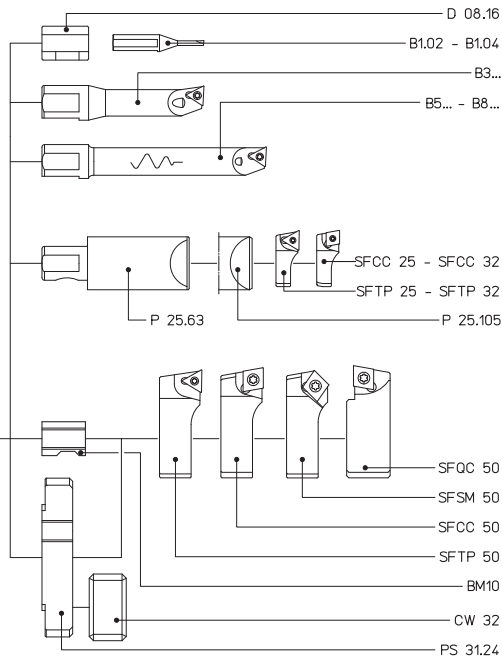 D 08.16
B1.02 - B1.04
B3...
B5... - B8...
SFCC 25 - SFCC 32
SFTP 25 - SFTP 32
P 25.63
P 25.105
SFQC 50
SFSM 50
SFCC 50
SFTP 50
BM10
CW 32
PS 31.24